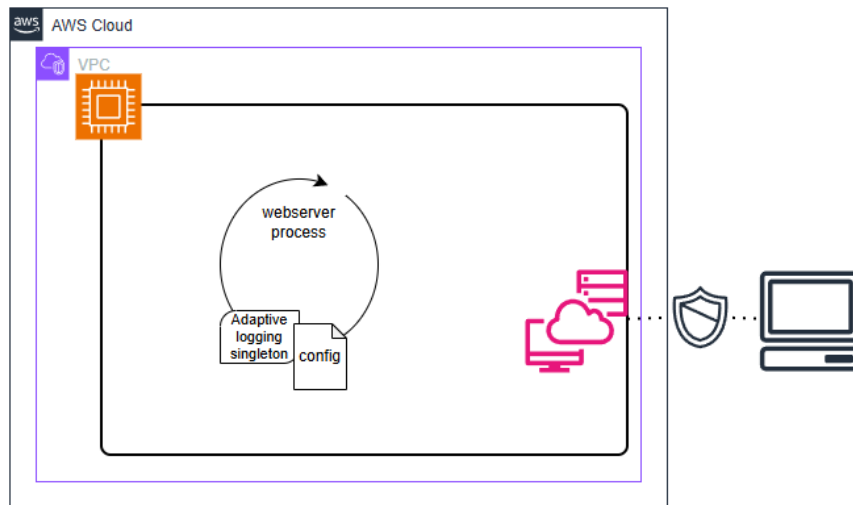 aws
AWS Cloud
VPC
webserver
process
Adaptive
logging
singleton
config